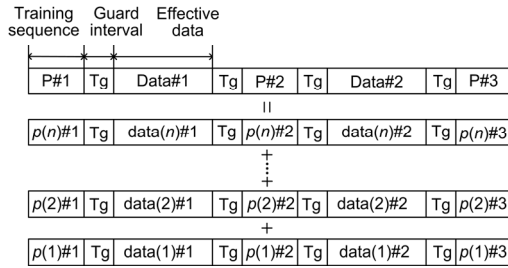 Training Guard Effective
sequence interval data
P#1 Tg Data#1 Tg P#2 Tg Data#2 Tg P#3
=
p(n)#1 Tg data(n)#1 Tg p(n)#2 Tg data(n)#2 Tg p(n)#3
+
+
p(2)#1 Tg data(2)#1 Tg p(2)#2 Tg data(2)#2 Tg p(2)#3
+
p(1)#1 Tg data(1)#1 Tg p(1)#2 Tg data(1)#2 Tg p(1)#3